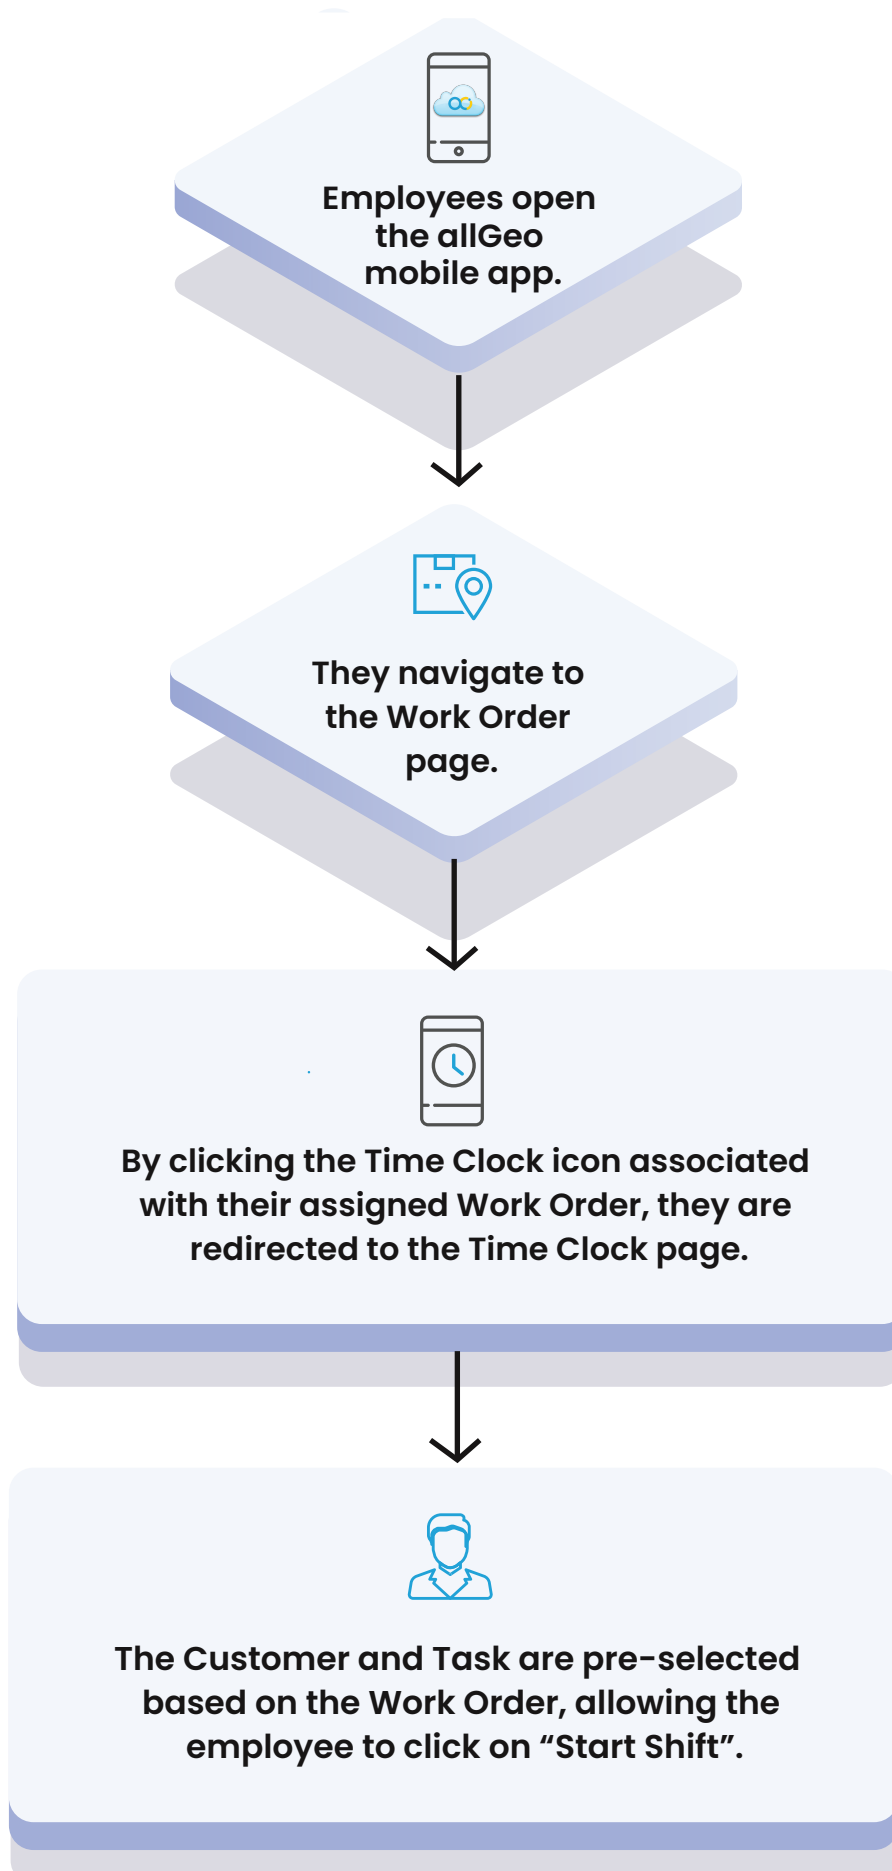 Employees open
the allGeo
mobile app.
They navigate to
the Work Order
page.
By clicking the Time Clock icon associated
with their assigned Work Order, they are
redirected to the Time Clock page.
The Customer and Task are pre-selected
based on the Work Order, allowing the
employee to click on “Start Shift”.